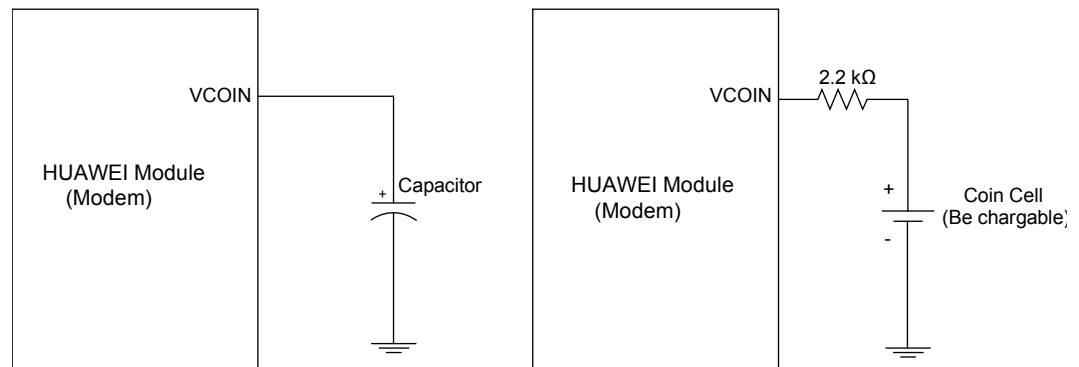 VCOIN
HUAWEI Module
(Modem)
+
Capacitor
2.2 kΩ
VCOIN
HUAWEI Module
(Modem)
+
-
Coin Cell
(Be chargable)